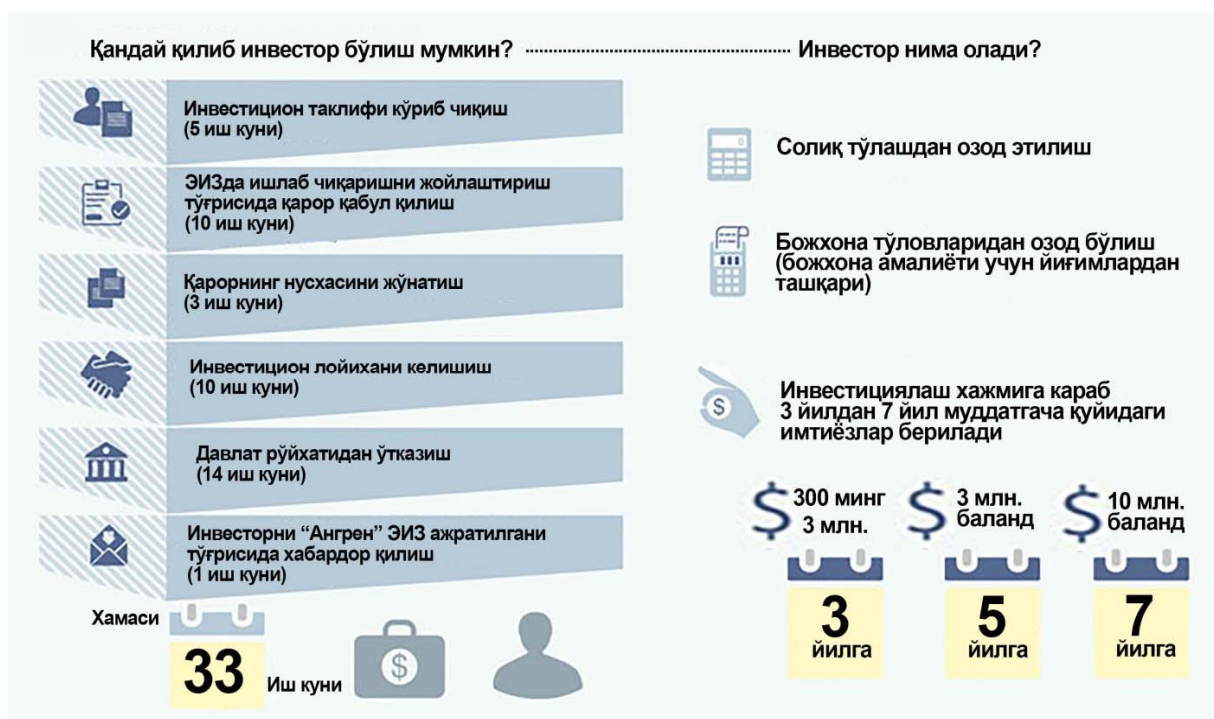 Қандай қилиб инвестор бўлиш мумкин?
Инвестицион таклифи кўриб чиқиш
(5 иш куни)
ЭИЗда ишлаб чиқаришни жойлаштириш
тўғрисида қарор қабул қилиш
(10 иш куни)
Қарорнинг нусхасини жўнатиш
(3 иш куни)
Инвестицион лойихани келишиш
(10 иш куни)
Давлат рўйхатидан ўтказиш
(14 иш куни)
Инвесторни “Ангрен” ЭИЗ ажратилгани
тўғрисида хабардор қилиш
(1 иш куни)
Хамаси
33
Иш куни
$
Инвестор нима олади?
Солиқ тўлашдан озод этилиш
Божхона тўловларидан озод бўлиш
(божхона амалиёти учун йиғимлардан
ташқари)
$
Инвестициялаш хажмига караб
3 йилдан 7 йил муддатгача қуйидаги
имтиёзлар берилади
$ 300 минг
3 млн.
3
йилга
$ 3 млн.
баланд
5
йилга
$ 10 млн.
баланд
7
йилга